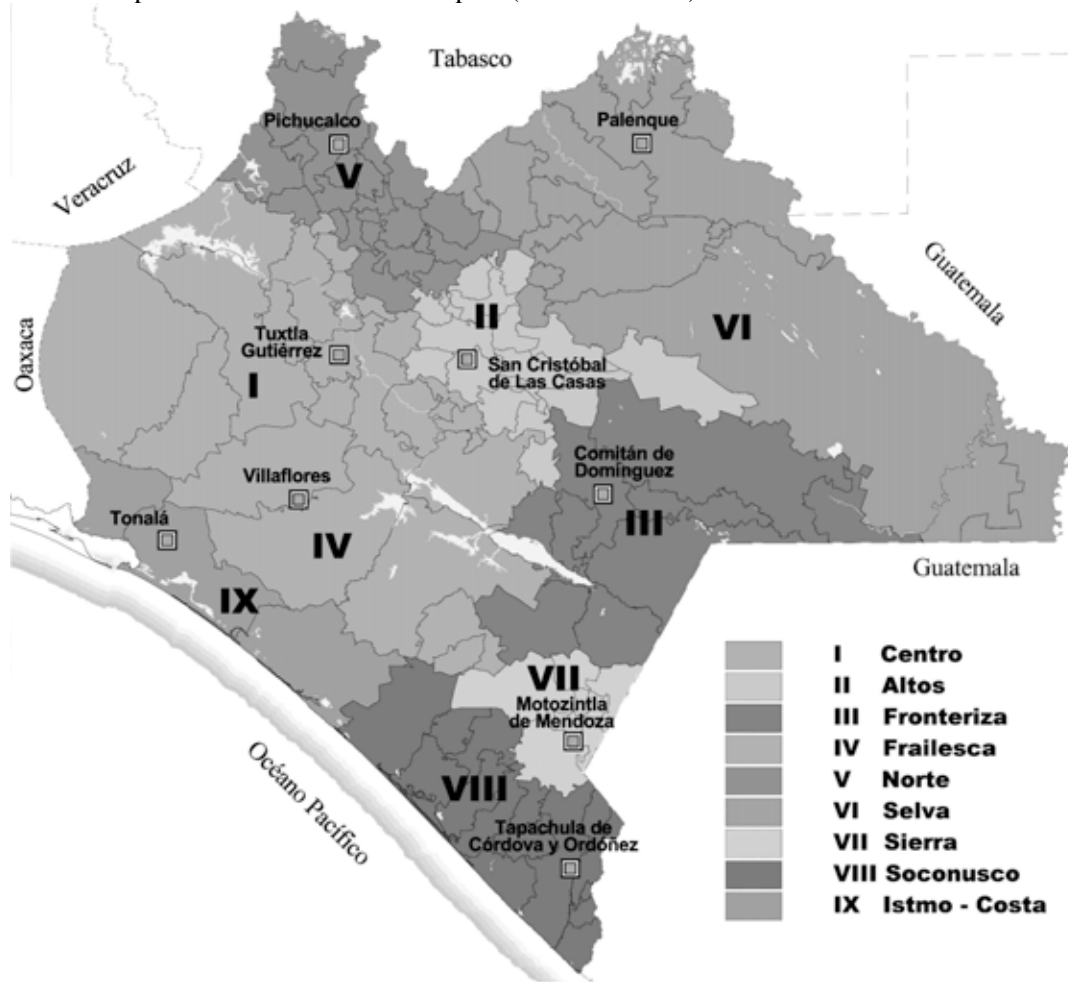 Tabasco
Pichucalco
Palenque
V
Veracruz
Guatemala
II
VI
Tuxtla
Gutiérrez
San Cristóbal
de Las Casas
Oaxaca
I
Comitán de
Domínguez
Villaflores
III
Tonalá
IV
Guatemala
IX
VII
Motozintla
de Mendoza
Océano Pacífico
VIII
Tapachula de
Córdova y Ordóñez
I Centro
II Altos
III Fronteriza
IV Frailesca
V Norte
VI Selva
VII Sierra
VIII Soconusco
IX Istmo - Costa